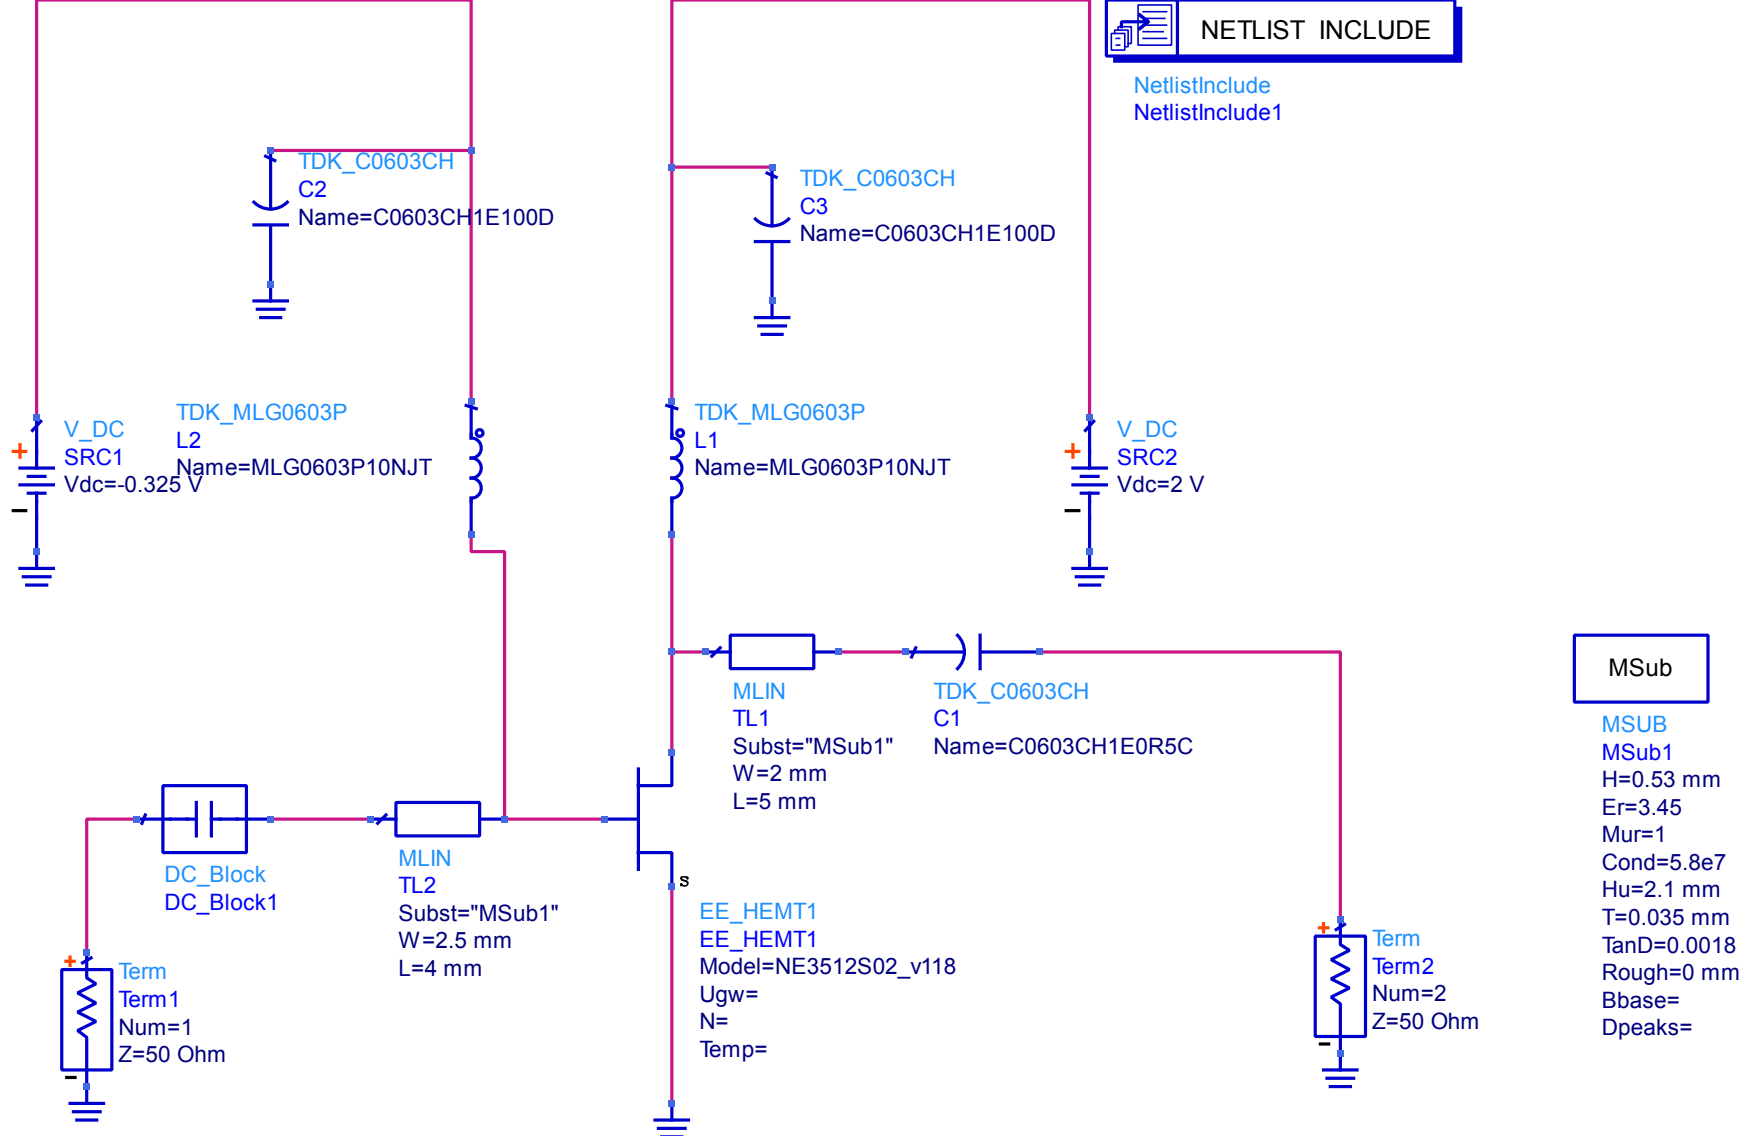 NETLIST INCLUDE
NetlistInclude
NetlistInclude1
TDK_C0603CH
C2
Name=C0603CH1E100D
TDK_C0603CH
C3
Name=C0603CH1E100D
+
V_DC
SRC1
Vdc=-0.325 V
−
TDK_MLG0603P
L2
Name=MLG0603P10NJT
TDK_MLG0603P
L1
Name=MLG0603P10NJT
+
V_DC
SRC2
Vdc=2 V
−
MLIN
TL1
Subst="MSub1"
W=2 mm
L=5 mm
TDK_C0603CH
C1
Name=C0603CH1E0R5C
MSub
MSUB
MSub1
H=0.53 mm
Er=3.45
Mur=1
Cond=5.8e7
Hu=2.1 mm
T=0.035 mm
TanD=0.0018
Rough=0 mm
Bbase=
Dpeaks=
DC_Block
DC_Block1
MLIN
TL2
Subst="MSub1"
W=2.5 mm
L=4 mm
S
EE_HEMT1
EE_HEMT1
Model=NE3512S02_v118
Ugw=
N=
Temp=
+
Term
Term1
Num=1
Z=50 Ohm
−
+
Term
Term2
Num=2
Z=50 Ohm
−